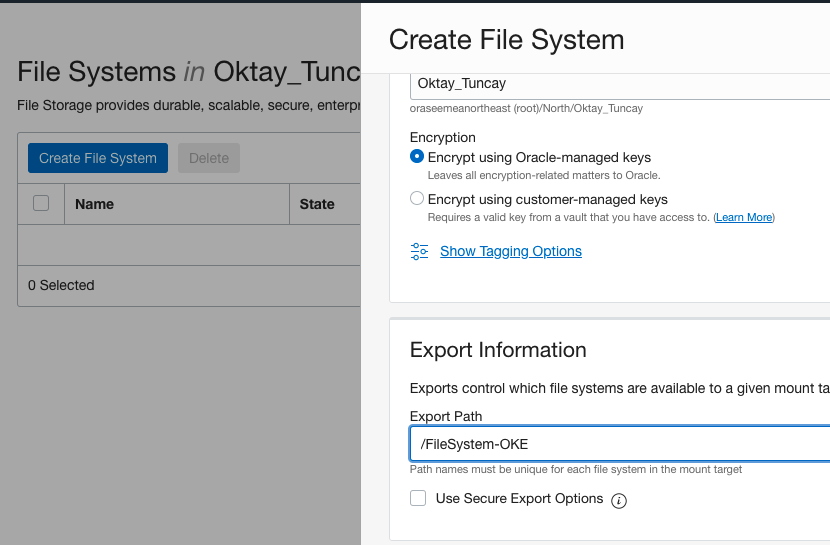 Create File System
File Systems in Oktay_Tunc
File Storage provides durable, scalable, secure, enterpr
Create File System
Delete
Name
State
0 Selected
Oktay_Tuncay
oraseemeanortheast (root)/North/Oktay_Tuncay
Encryption
Encrypt using Oracle-managed keys
Leaves all encryption-related matters to Oracle.
Encrypt using customer-managed keys
Requires a valid key from a vault that you have access to. (Learn More)
Show Tagging Options
Export Information
Exports control which file systems are available to a given mount ta
Export Path
/FileSystem-OKE
Path names must be unique for each file system in the mount target
Use Secure Export Options